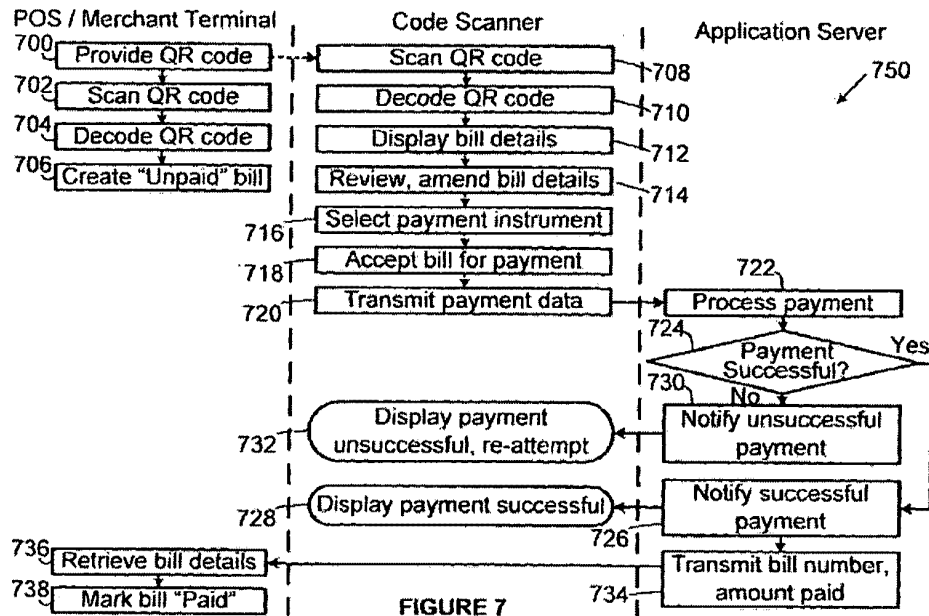 POS / Merchant Terminal
Code Scanner
Application Server
700
Provide QR code
Scan QR code
708
750
702
Scan QR code
Decode QR code
710
704
Decode QR code
Display bill details
712
706
Create "Unpaid" bill
Review, amend bill details
714
716
Select payment instrument
718
Accept bill for payment
722
720
Transmit payment data
Process payment
724
Payment
Successful?
Yes
730
No
Display payment
unsuccessful, re-attempt
732
Notify unsuccessful
payment
728
Display payment successful
Notify successful
payment
726
736
Retrieve bill details
Transmit bill number,
amount paid
734
738
Mark bill "Paid"
FIGURE 7